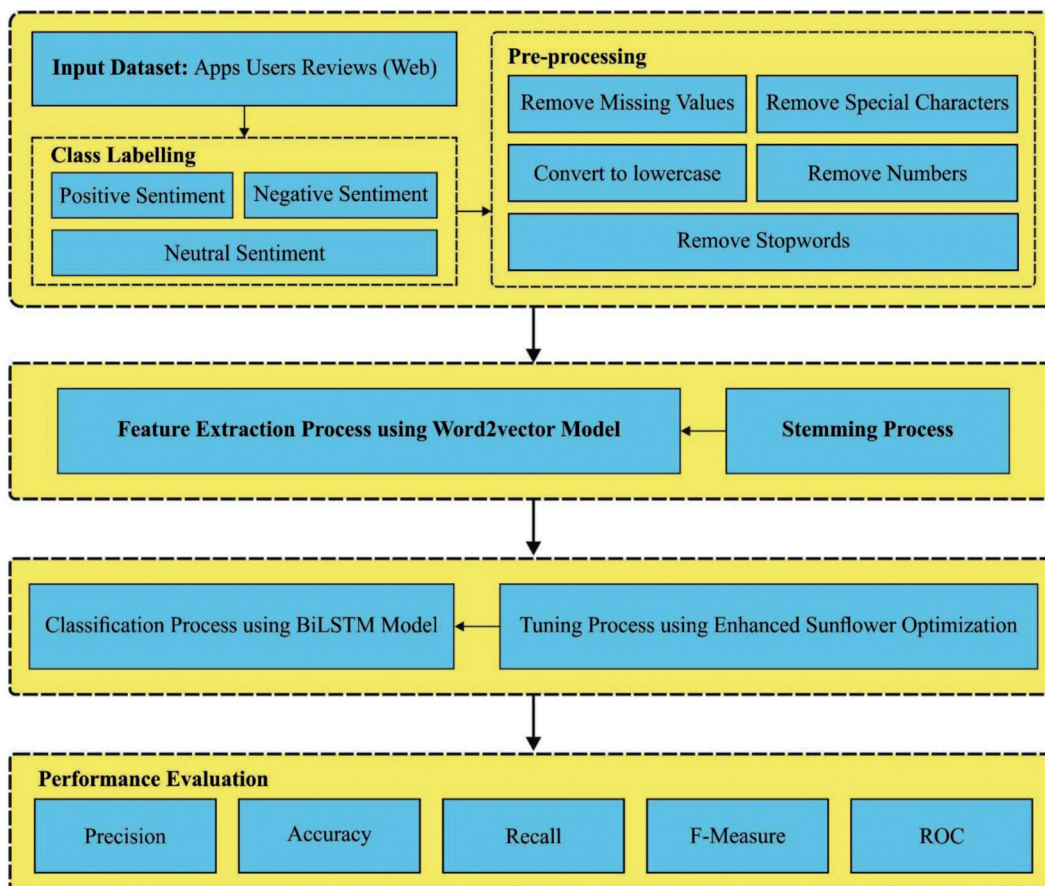 Input Dataset: Apps Users Reviews (Web)
Class Labelling
Positive Sentiment
Negative Sentiment
Neutral Sentiment
Pre-processing
Remove Missing Values
Remove Special Characters
Convert to lowercase
Remove Numbers
Remove Stopwords
Feature Extraction Process using Word2vector Model
Stemming Process
Classification Process using BiLSTM Model
Tuning Process using Enhanced Sunflower Optimization
Performance Evaluation
Precision
Accuracy
Recall
F-Measure
ROC